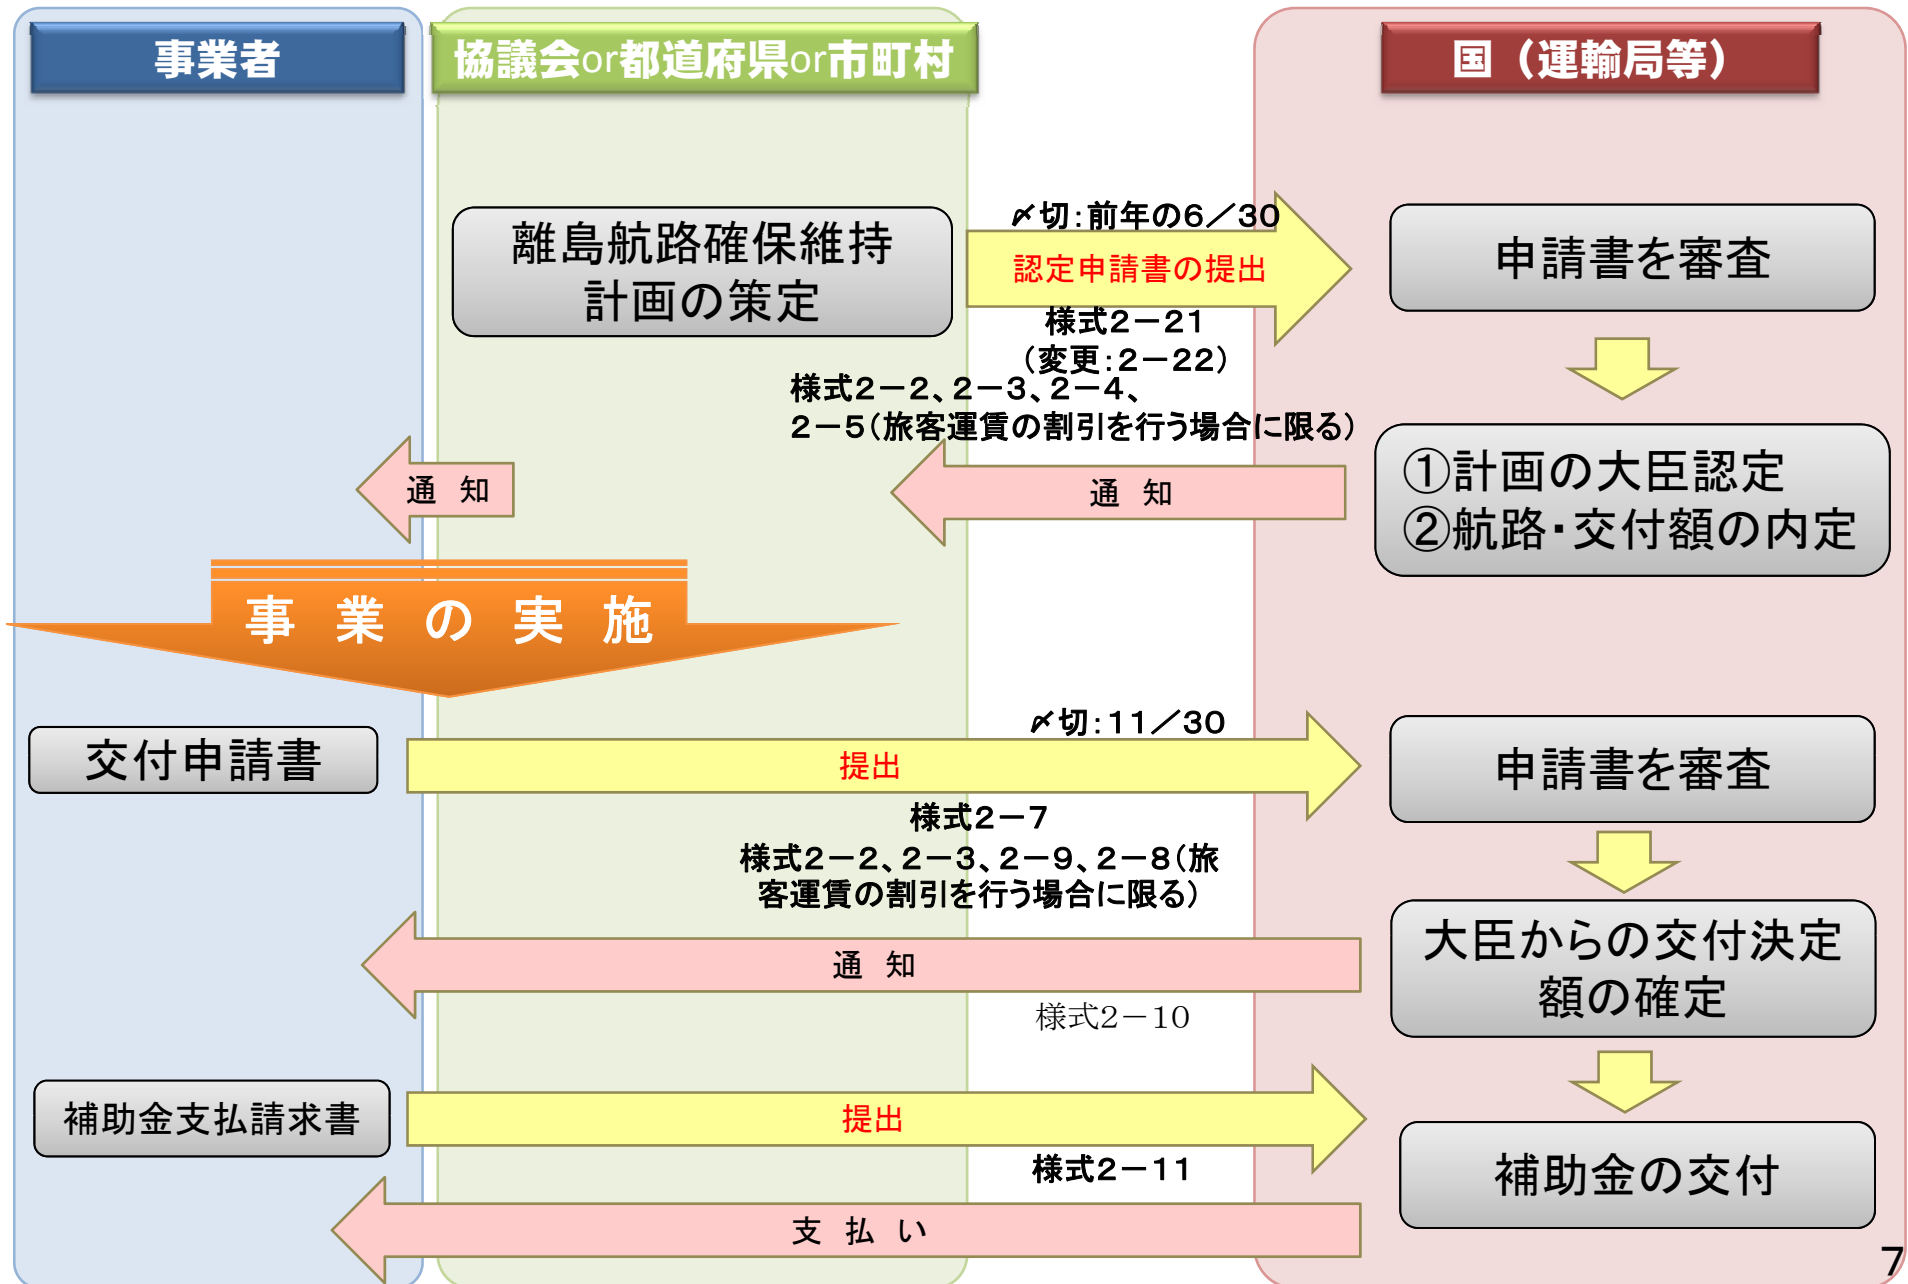 事業者
協議会or都道府県or市町村
国（運輸局等）
離島航路確保維持
計画の策定
〆切：前年の６／３０
認定申請書の提出
様式２－２１
（変更：２－２２）
様式２－２、２－３、２－４、
２－５（旅客運賃の割引を行う場合に限る）
申請書を審査
①計画の大臣認定
②航路・交付額の内定
通　知
通　知
事　業　の　実　施
交付申請書
〆切：１１／３０
提出
様式２－７
様式２－２、２－３、２－９、２－８（旅
客運賃の割引を行う場合に限る）
申請書を審査
大臣からの交付決定
額の確定
通　知
様式２－１０
補助金支払請求書
提出
様式２－１１
補助金の交付
支　払　い
7